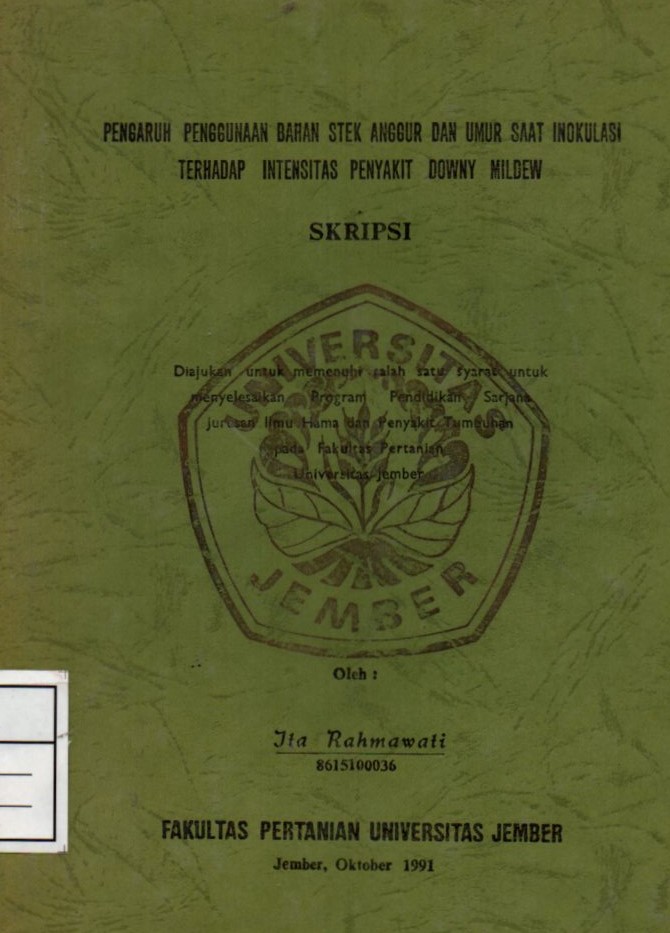 PENGARUH PENGGUNAAN BAHAN STEK ANGGUR DAN UMUR SAAT INOKULASI
TERHADAP INTENSITAS PENYAKIT DOWNY MILDEW
SKRIPSI
UNIVERSITAS
Diajukan untuk memenuhi salah satu syarat untuk
menyelesaikan Program Pendidikan Sarjana
jurusan Ilmu Hama dan Penyakit Tumbuhan
pada Fakultas Pertanian
Universitas Jember
JEMBER
Oleh :
Ita Rahmawati
8615100036
FAKULTAS PERTANIAN UNIVERSITAS JEMBER
Jember, Oktober 1991